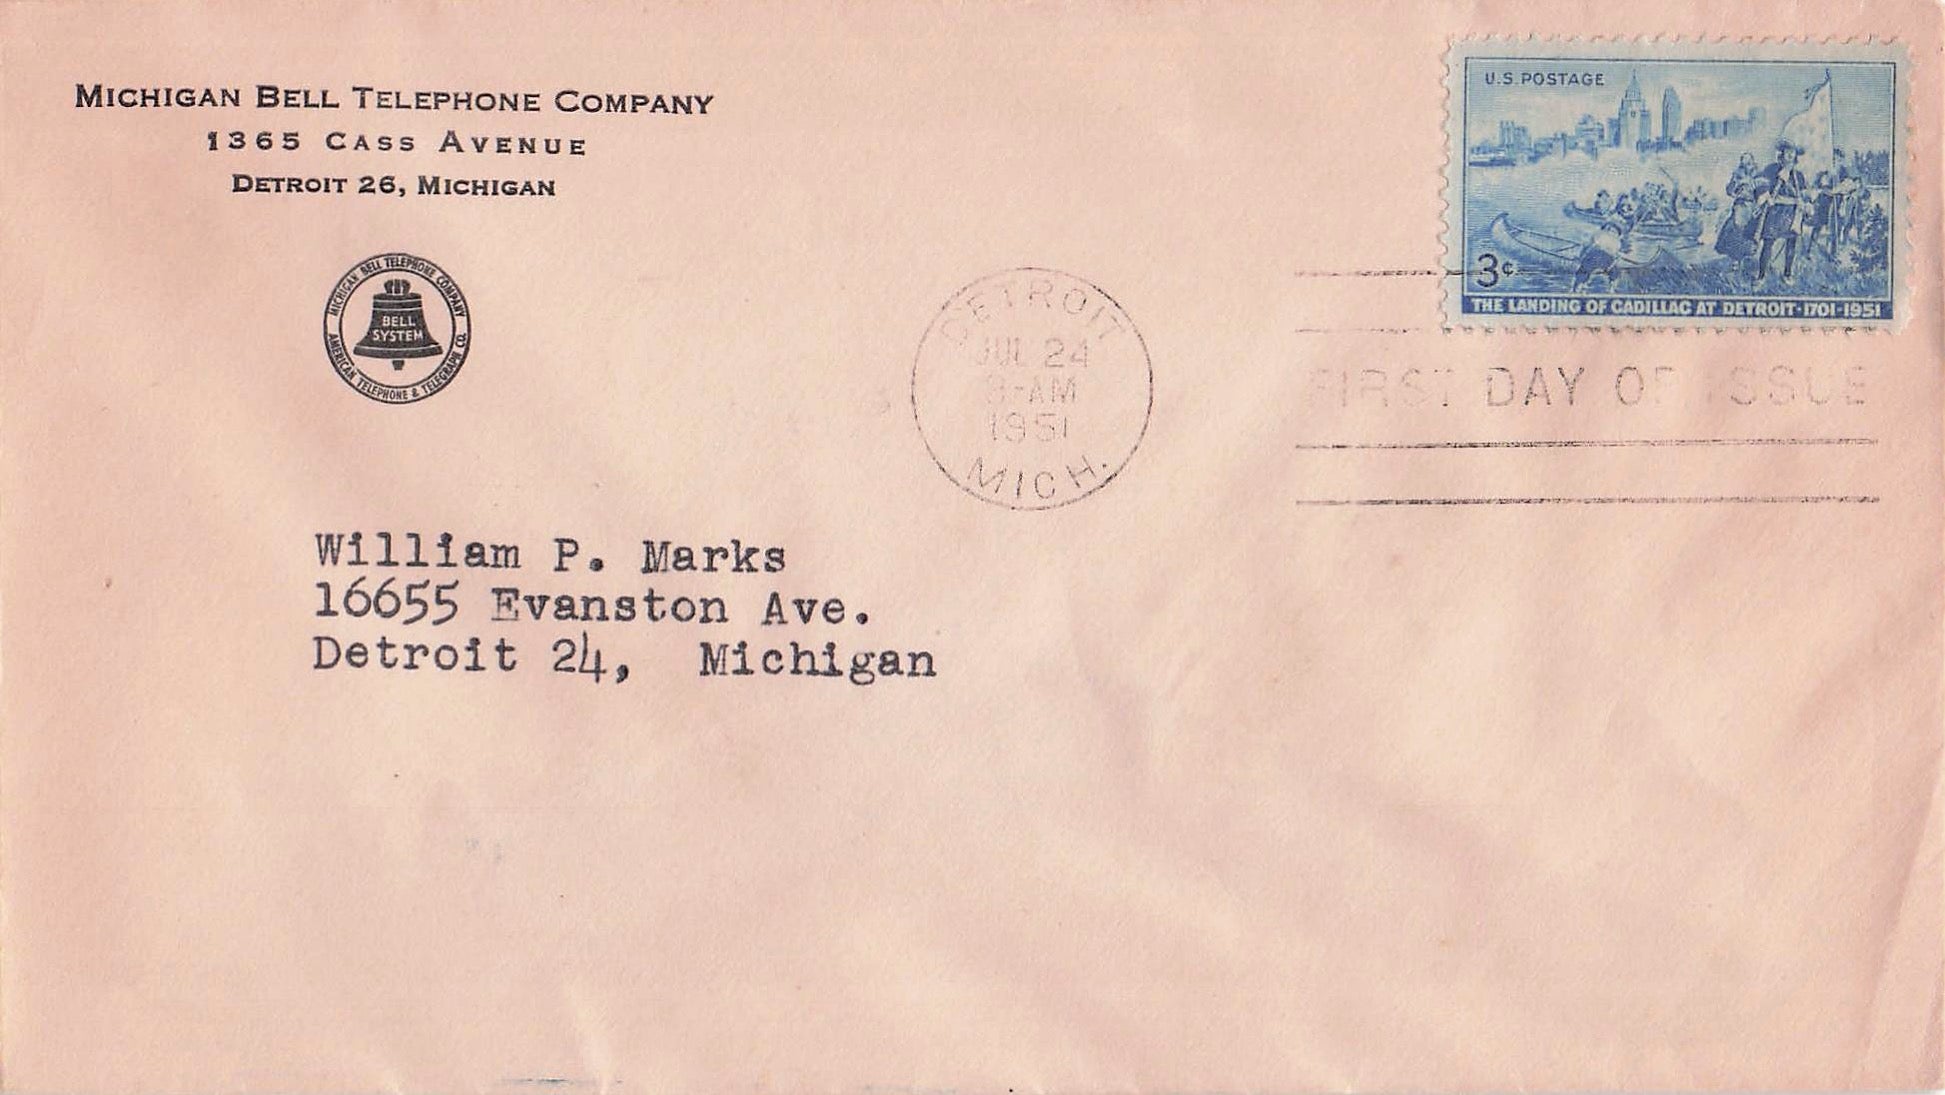 MICHIGAN BELL TELEPHONE COMPANY
1365 CASS AVENUE
DETROIT 26, MICHIGAN
MICHIGAN BELL TELEPHONE COMPANY
BELL
SYSTEM
AMERICAN TELEPHONE & TELEGRAPH CO.
U.S. POSTAGE
3¢
THE LANDING OF CADILLAC AT DETROIT·1701-1951
DETROIT
JUL 24
9-AM
1951
MICH.
FIRST DAY OF ISSUE
William P. Marks
16655 Evanston Ave.
Detroit 24, Michigan